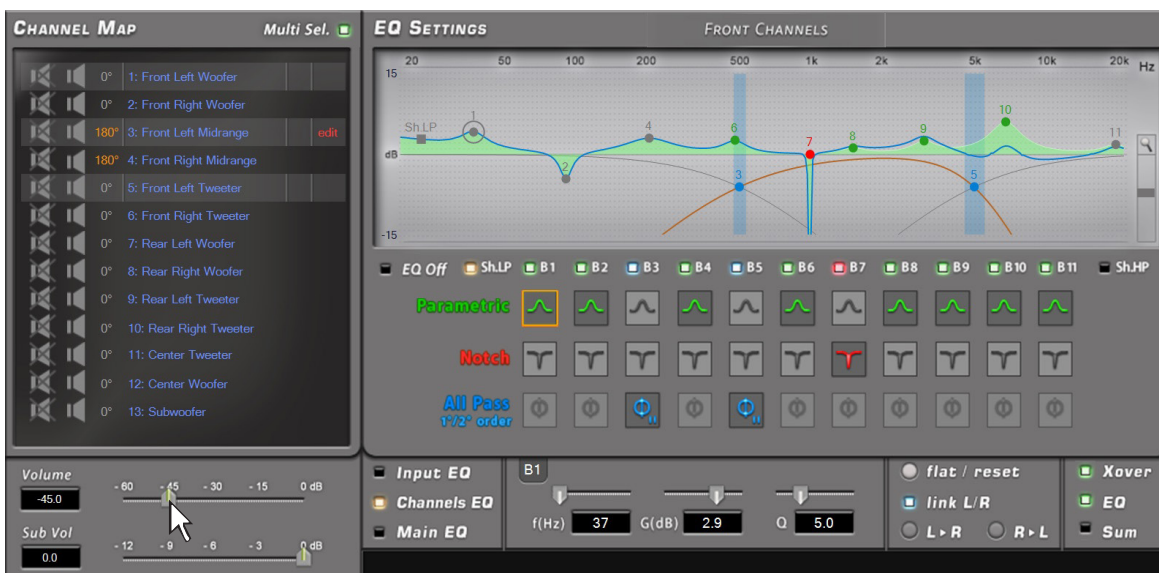 CHANNEL MAP Multi Sel.
0° 1: Front Left Woofer
0° 2: Front Right Woofer
180° 3: Front Left Midrange edit
180° 4: Front Right Midrange
0° 5: Front Left Tweeter
0° 6: Front Right Tweeter
0° 7: Rear Left Woofer
0° 8: Rear Right Woofer
0° 9: Rear Left Tweeter
0° 10: Rear Right Tweeter
0° 11: Center Tweeter
0° 12: Center Woofer
0° 13: Subwoofer
EQ SETTINGS FRONT CHANNELS
20 50 100 200 500 1k 2k 5k 10k 20k Hz
15
10
1 4 6 9
Sh.LP 7 8 11
dB
2 3 5
-15
EQ Off Sh.LP B1 B2 B3 B4 B5 B6 B7 B8 B9 B10 B11 Sh.HP
Parametric
Notch
All Pass
1°/2° order
Volume
-60 -45 -30 -15 0 dB
-45.0
Sub Vol
-12 -9 -6 -3 0 dB
0.0
Input EQ
Channels EQ
Main EQ
B1
f(Hz) 37 G(dB) 2.9 Q 5.0
flat / reset
link L/R
L▸R R▸L
Xover
EQ
Sum